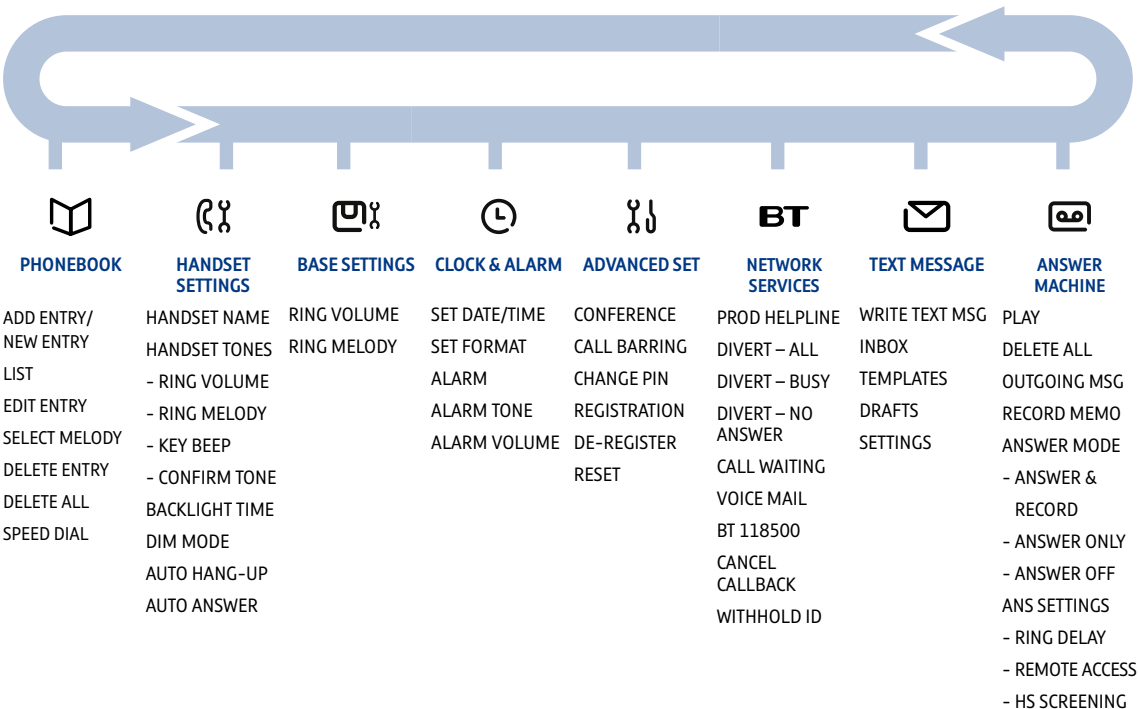 BT
PHONEBOOK
ADD ENTRY/
NEW ENTRY
LIST
EDIT ENTRY
SELECT MELODY
DELETE ENTRY
DELETE ALL
SPEED DIAL
HANDSET
SETTINGS
HANDSET NAME
HANDSET TONES
- RING VOLUME
- RING MELODY
- KEY BEEP
- CONFIRM TONE
BACKLIGHT TIME
DIM MODE
AUTO HANG-UP
AUTO ANSWER
BASE SETTINGS
RING VOLUME
RING MELODY
CLOCK & ALARM
SET DATE/TIME
SET FORMAT
ALARM
ALARM TONE
ALARM VOLUME
ADVANCED SET
CONFERENCE
CALL BARRING
CHANGE PIN
REGISTRATION
DE-REGISTER
RESET
NETWORK
SERVICES
PROD HELPLINE
DIVERT – ALL
DIVERT – BUSY
DIVERT – NO
ANSWER
CALL WAITING
VOICE MAIL
BT 118500
CANCEL
CALLBACK
WITHHOLD ID
TEXT MESSAGE
WRITE TEXT MSG
INBOX
TEMPLATES
DRAFTS
SETTINGS
ANSWER
MACHINE
PLAY
DELETE ALL
OUTGOING MSG
RECORD MEMO
ANSWER MODE
- ANSWER &
RECORD
- ANSWER ONLY
- ANSWER OFF
ANS SETTINGS
- RING DELAY
- REMOTE ACCESS
- HS SCREENING